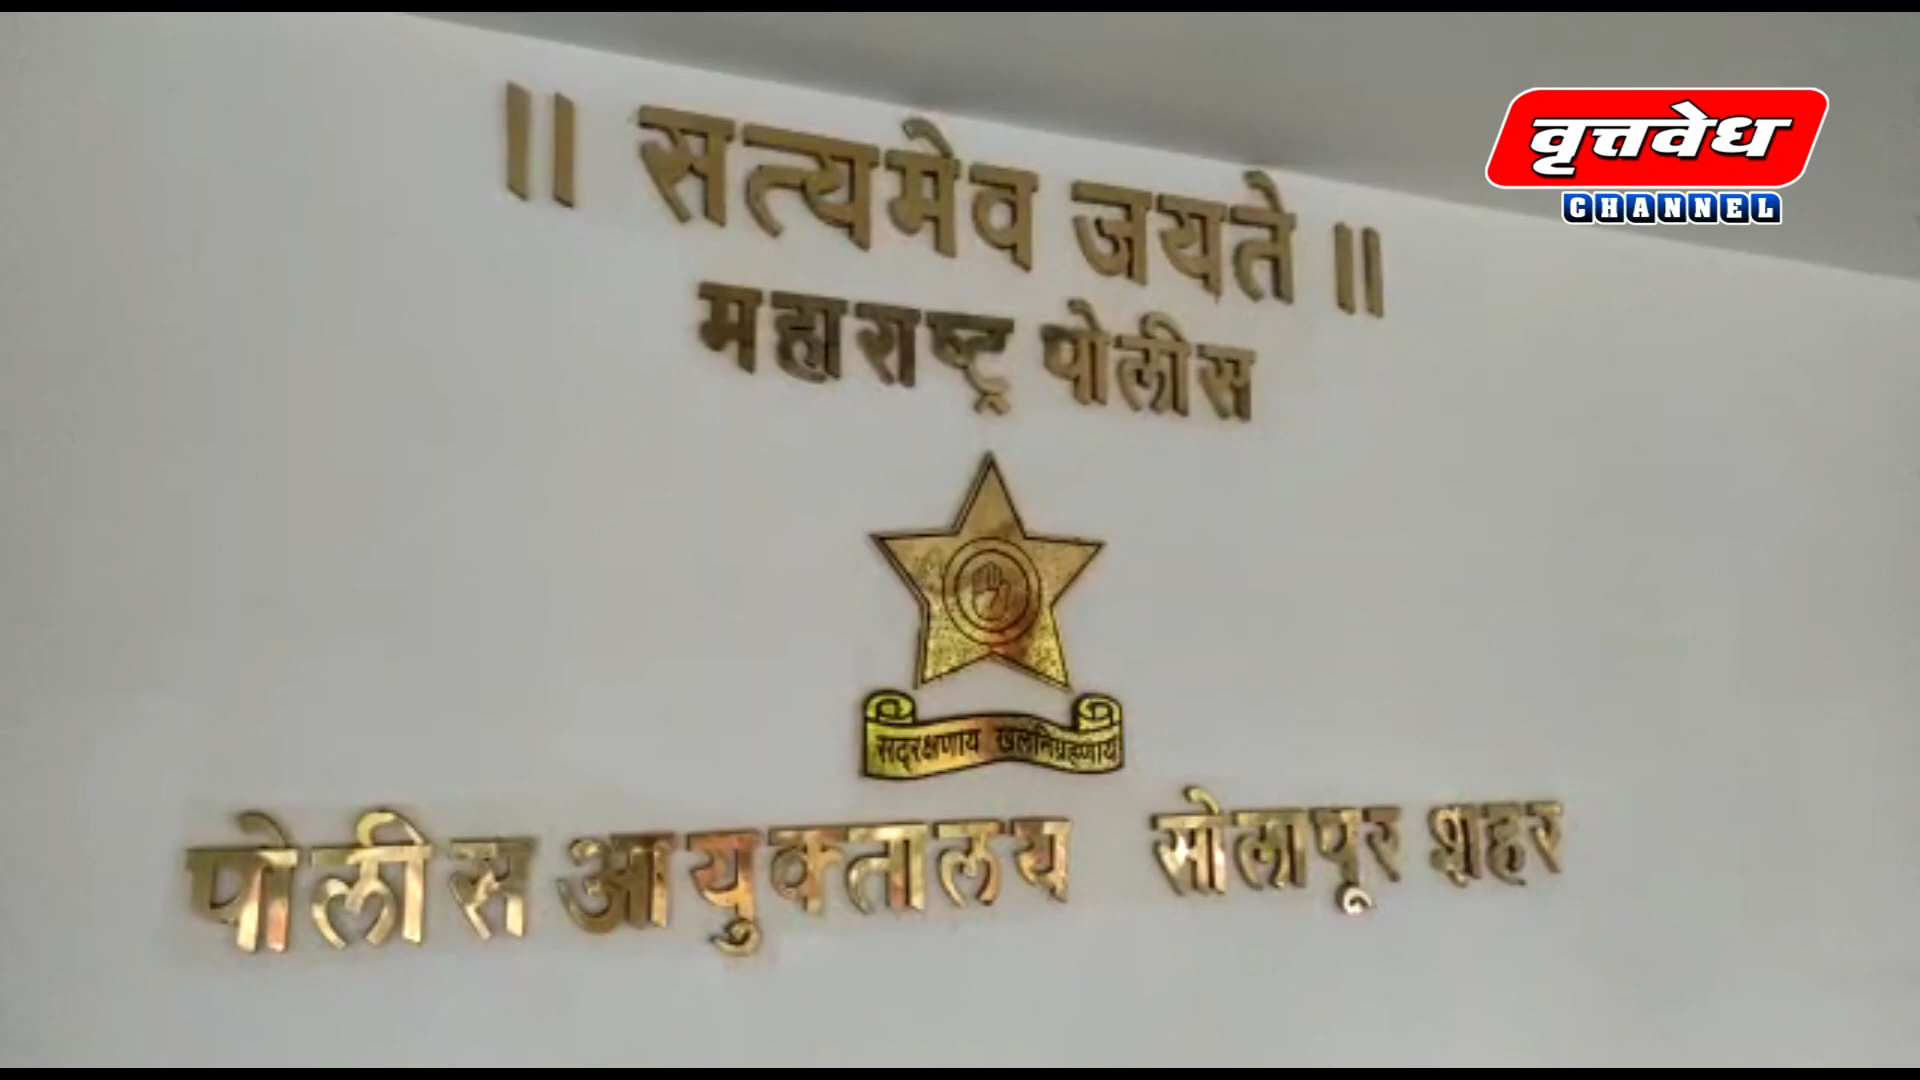 ॥ सत्यमेव जयते ॥
वृत्तवेध
CHANNEL
महाराष्ट्र पोलीस
सद्‌रक्षणाय खलनिग्रहणाय
पोलीस आयुक्तालय सोलापूर शहर